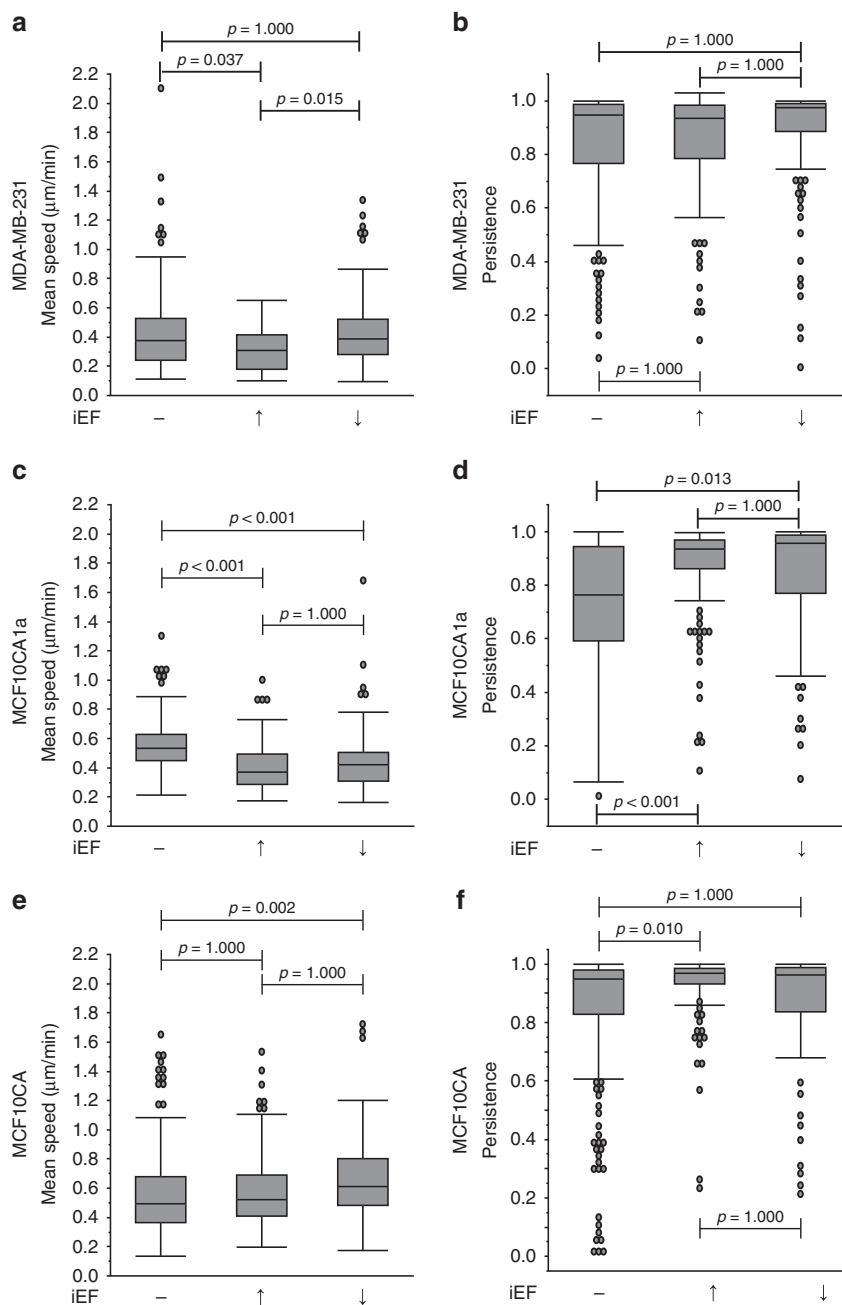 a
p = 1.000
p = 0.037
p = 0.015
2.2
2.0
1.8
1.6
1.4
1.2
1.0
0.8
0.6
0.4
0.2
0.0
MDA-MB-231
Mean speed (μm/min)
iEF – ↑ ↓
b
p = 1.000
p = 1.000
1.0
0.8
0.6
0.4
0.2
0.0
p = 1.000
MDA-MB-231
Persistence
iEF – ↑ ↓
c
2.2
2.0
1.8
1.6
1.4
1.2
1.0
0.8
0.6
0.4
0.2
0.0
p < 0.001
p < 0.001
p = 1.000
MCF10CA1a
Mean speed (μm/min)
iEF – ↑ ↓
d
p = 0.013
p = 1.000
1.0
0.8
0.6
0.4
0.2
0.0
p < 0.001
MCF10CA1a
Persistence
iEF – ↑ ↓
e
p = 0.002
p = 1.000
p = 1.000
2.2
2.0
1.8
1.6
1.4
1.2
1.0
0.8
0.6
0.4
0.2
0.0
MCF10CA
Mean speed (μm/min)
iEF – ↑ ↓
f
p = 1.000
p = 0.010
1.0
0.8
0.6
0.4
0.2
0.0
p = 1.000
MCF10CA
Persistence
iEF – ↑ ↓